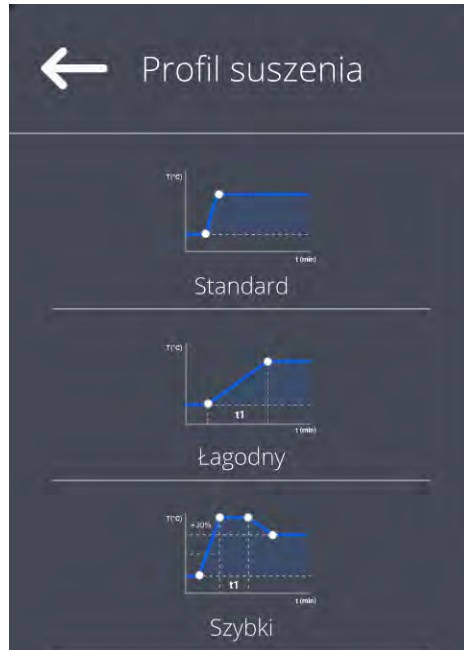 Profil suszenia
T(°C)
t (min)
Standard
T(°C)
t1
t (min)
Łagodny
T(°C)
+30%
t1
t (min)
Szybki